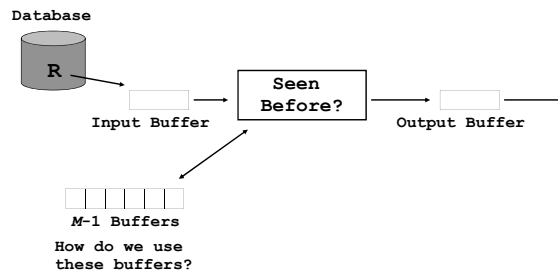 Database
R
Seen
Before?
Input Buffer
Output Buffer
M-1 Buffers
How do we use
these buffers?